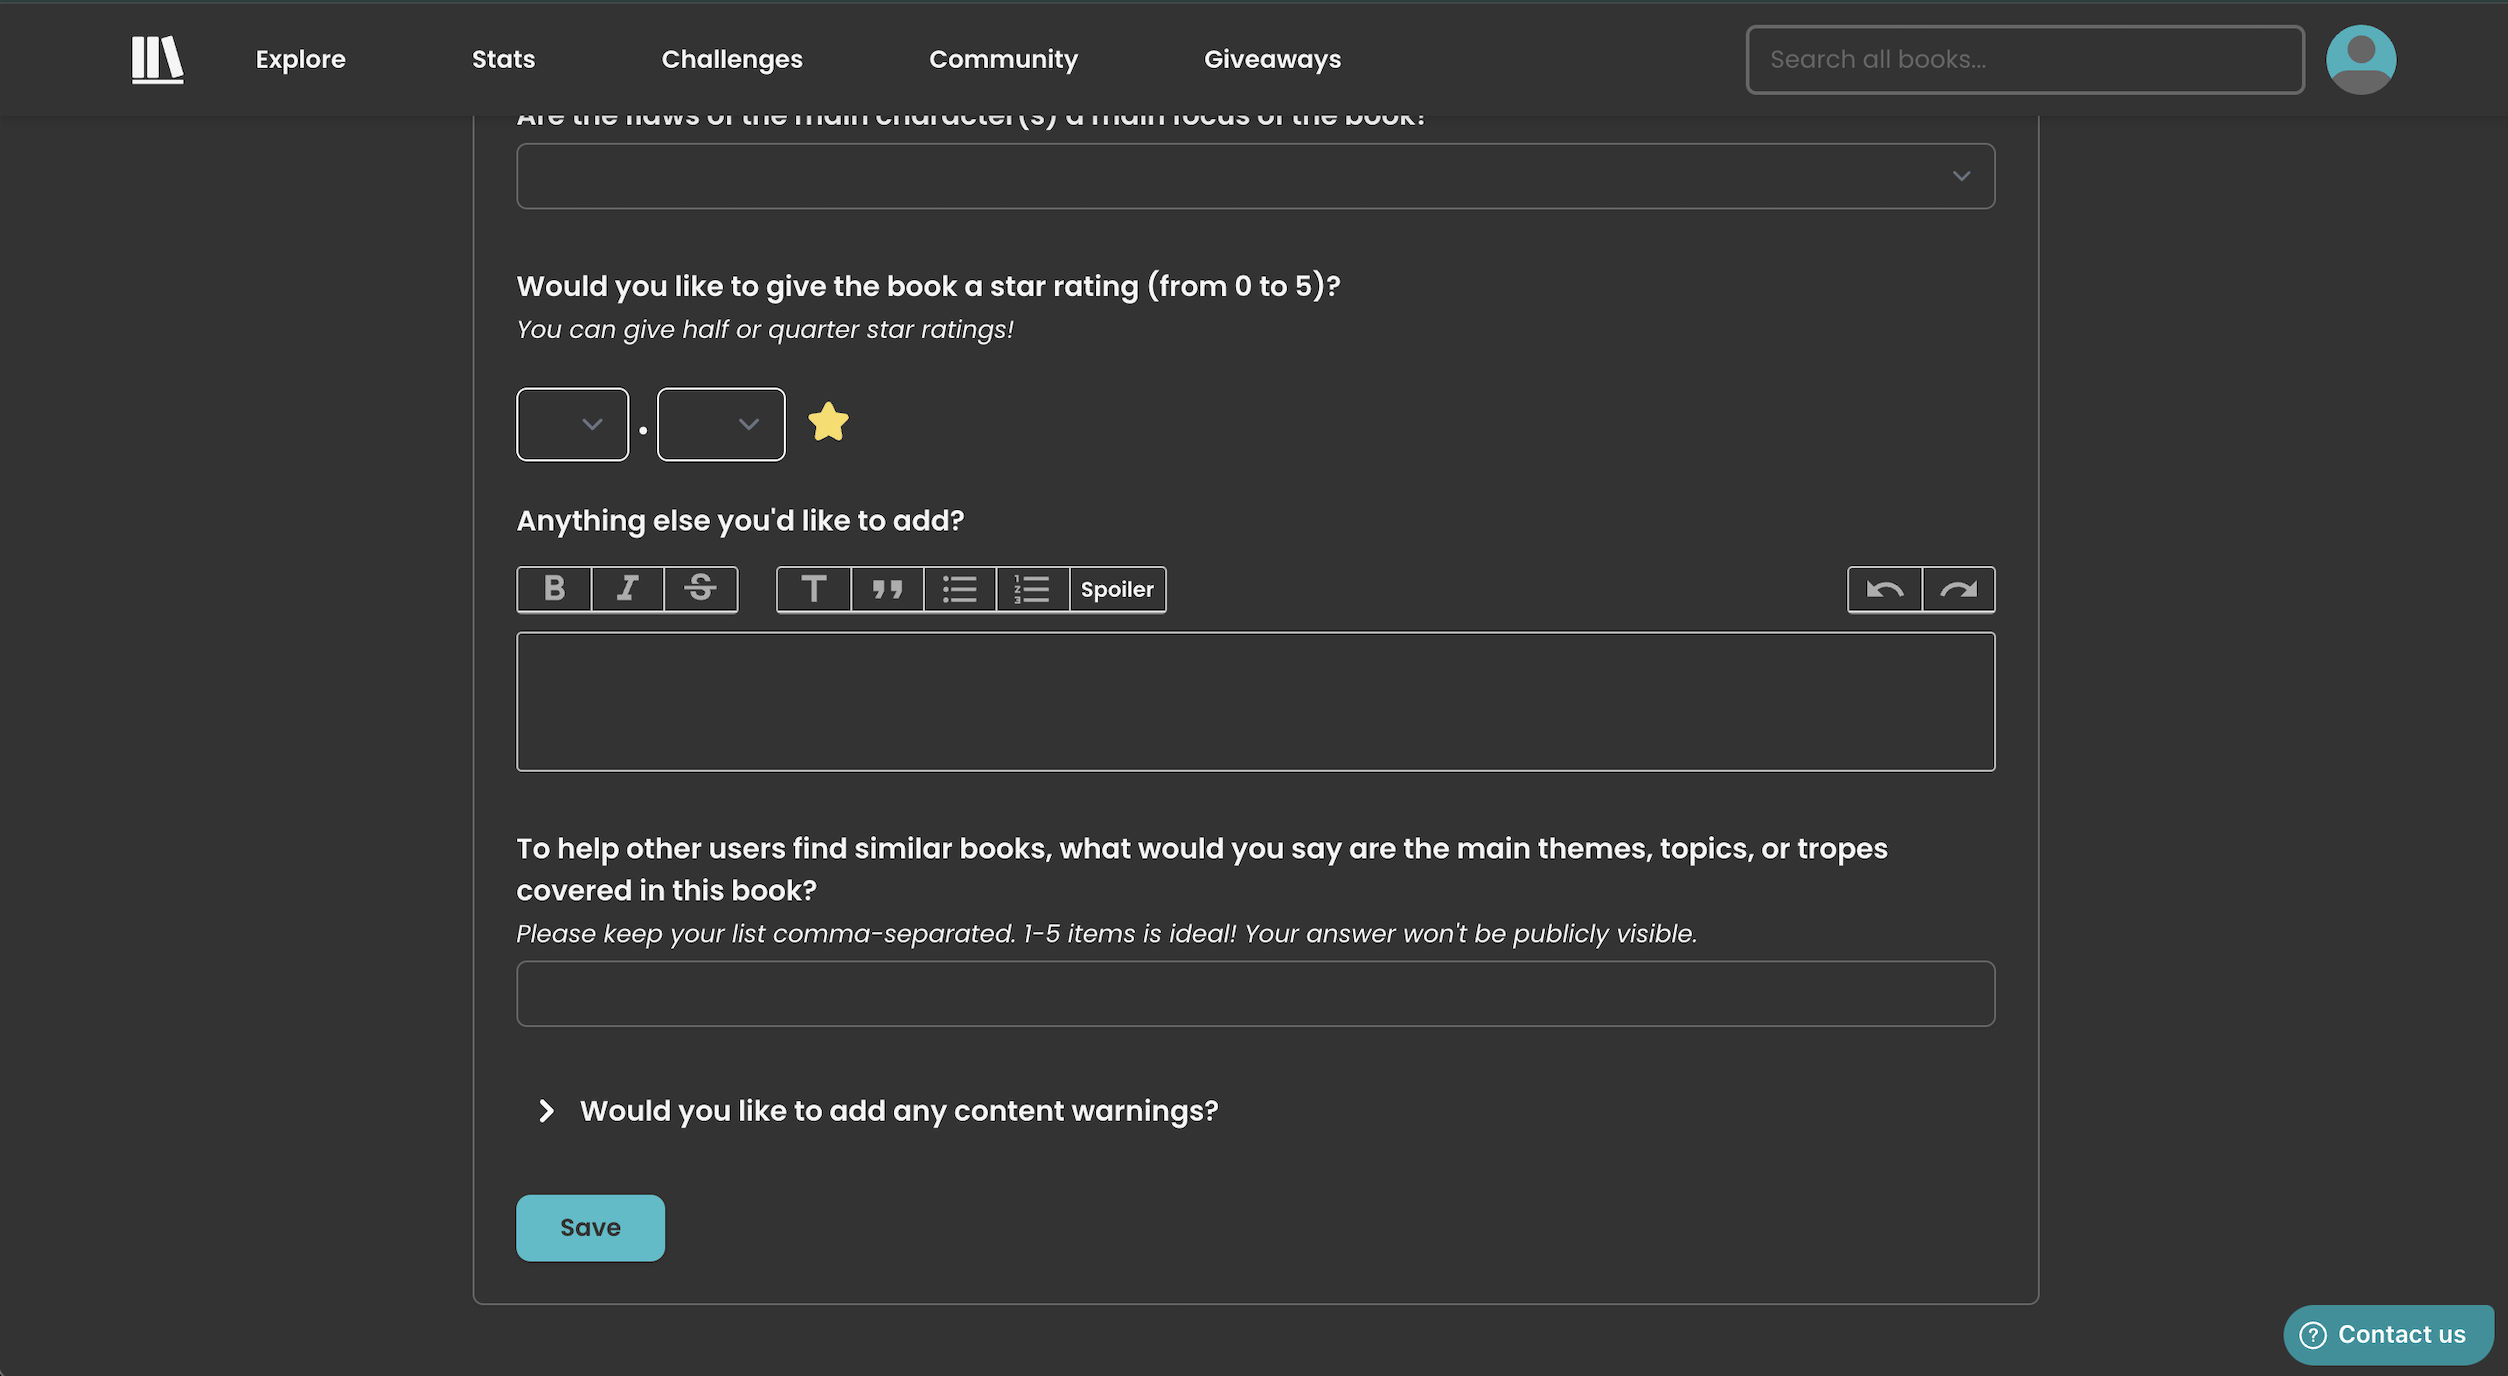 Explore
Stats
Challenges
Community
Giveaways
Search all books...
Are the flaws of the main character(s) a main focus of the book?
Would you like to give the book a star rating (from 0 to 5)?
You can give half or quarter star ratings!
.
Anything else you'd like to add?
Spoiler
To help other users find similar books, what would you say are the main themes, topics, or tropes
covered in this book?
Please keep your list comma-separated. 1-5 items is ideal! Your answer won't be publicly visible.
Would you like to add any content warnings?
Save
Contact us